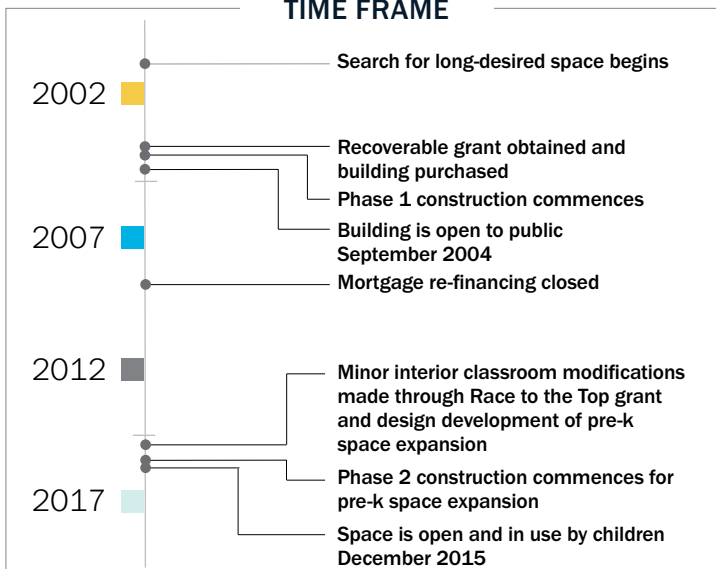 TIME FRAME
Search for long-desired space begins
2002
Recoverable grant obtained and
building purchased
Phase 1 construction commences
2007
Building is open to public
September 2004
Mortgage re-financing closed
2012
Minor interior classroom modifications
made through Race to the Top grant
and design development of pre-k
space expansion
Phase 2 construction commences for
pre-k space expansion
2017
Space is open and in use by children
December 2015